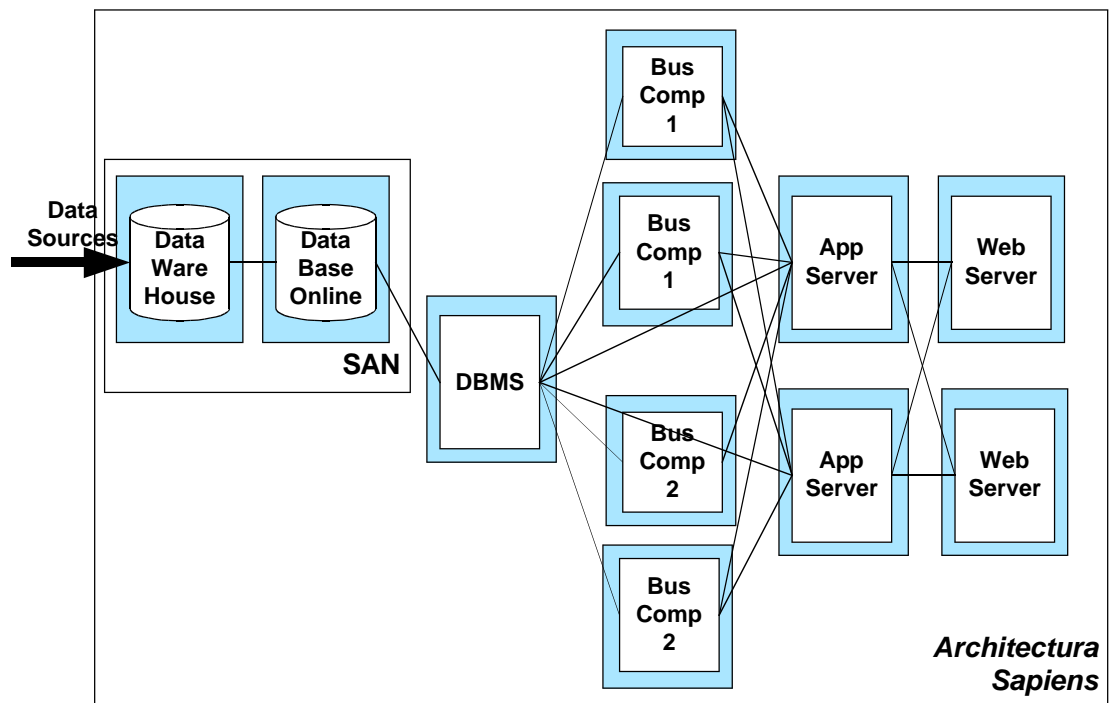 Data
Sources
Data
Ware
House
Data
Base
Online
SAN
DBMS
Bus
Comp
1
Bus
Comp
1
Bus
Comp
2
Bus
Comp
2
App
Server
App
Server
Web
Server
Web
Server
Architectura
Sapiens